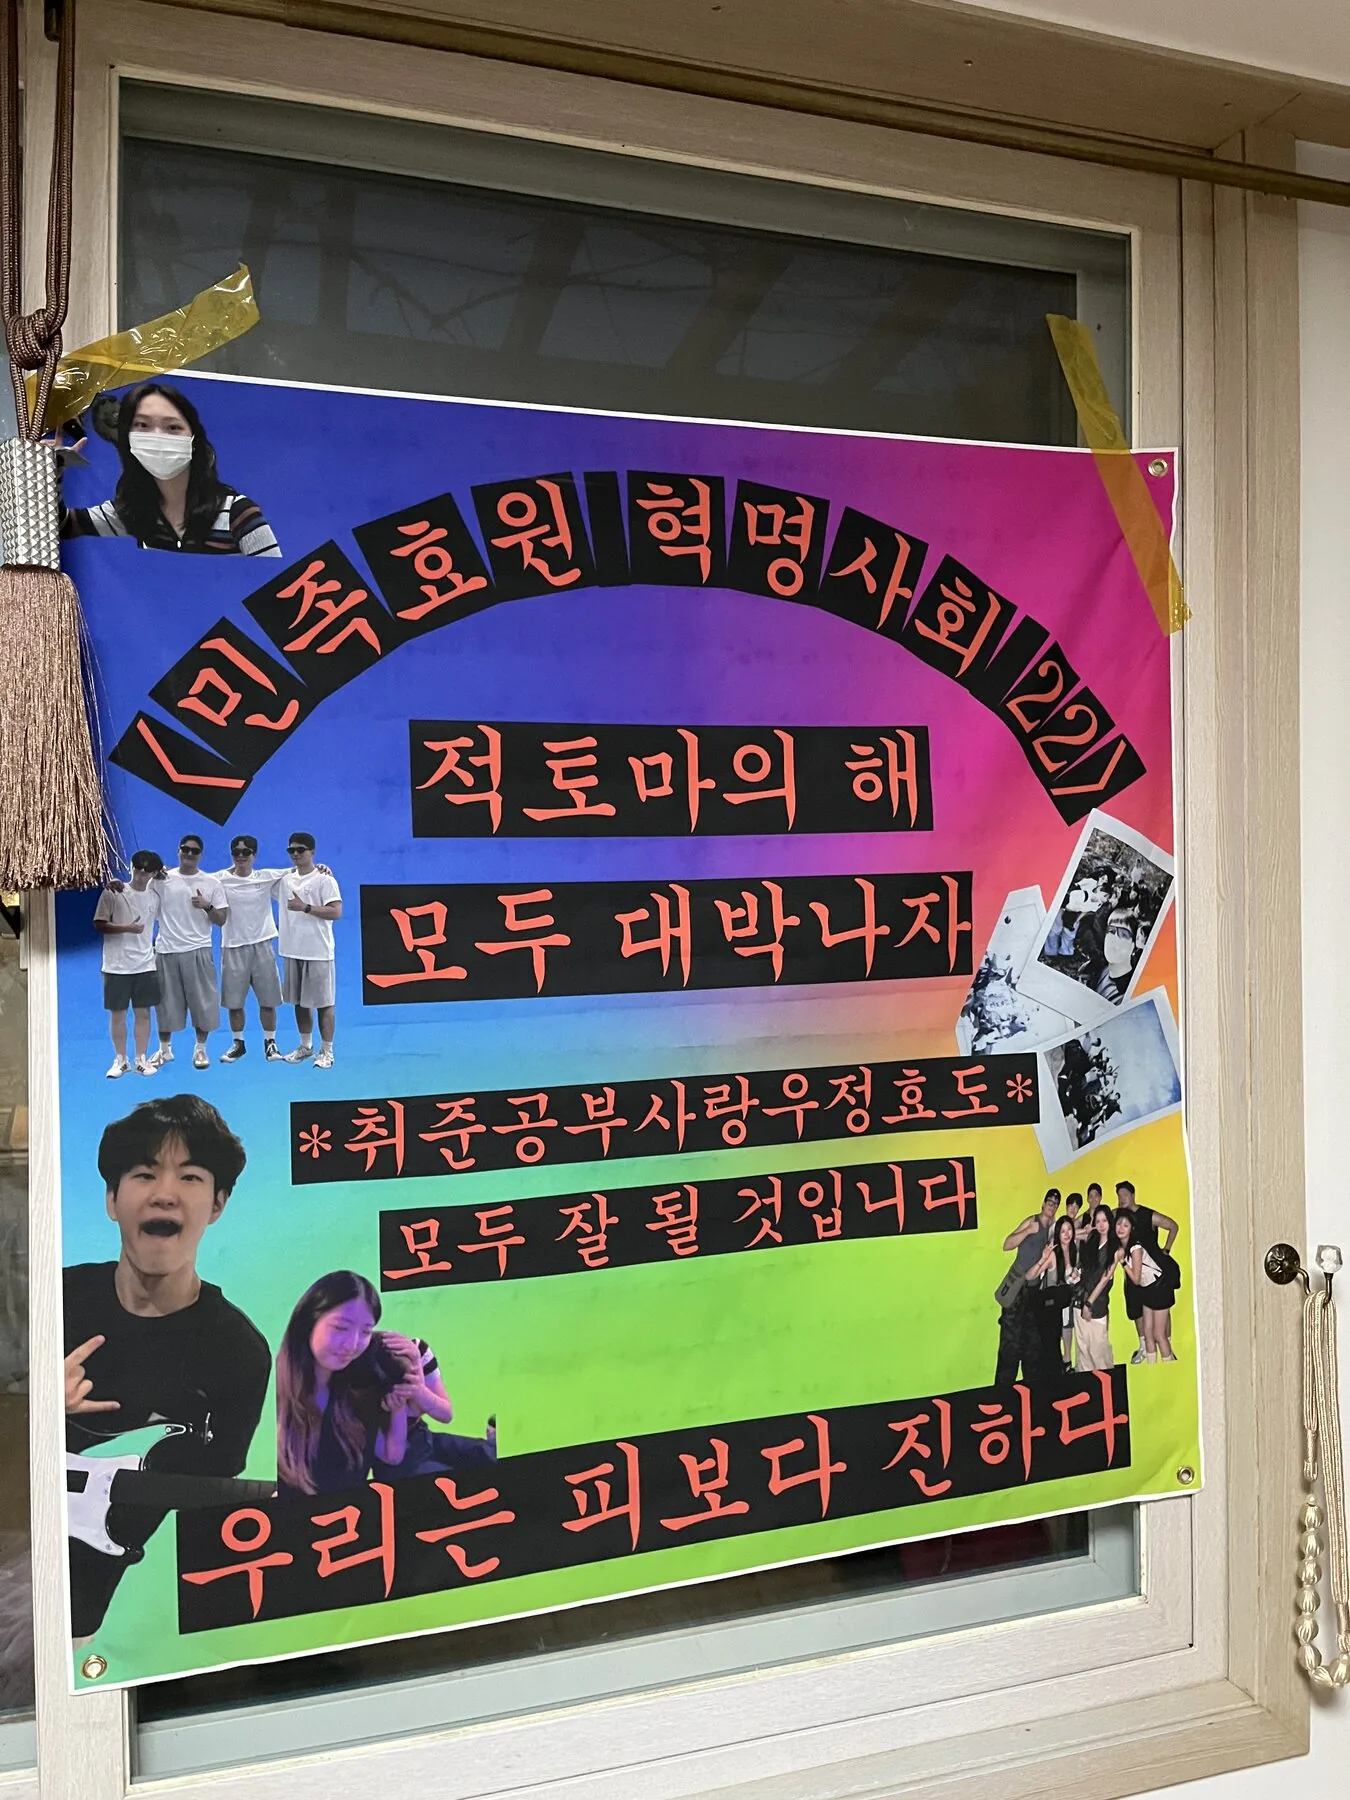 <민족효원 혁명사회 22>
적토마의 해
모두 대박나자
*취준공부사랑우정효도*
모두 잘 될 것입니다
우리는 피보다 진하다